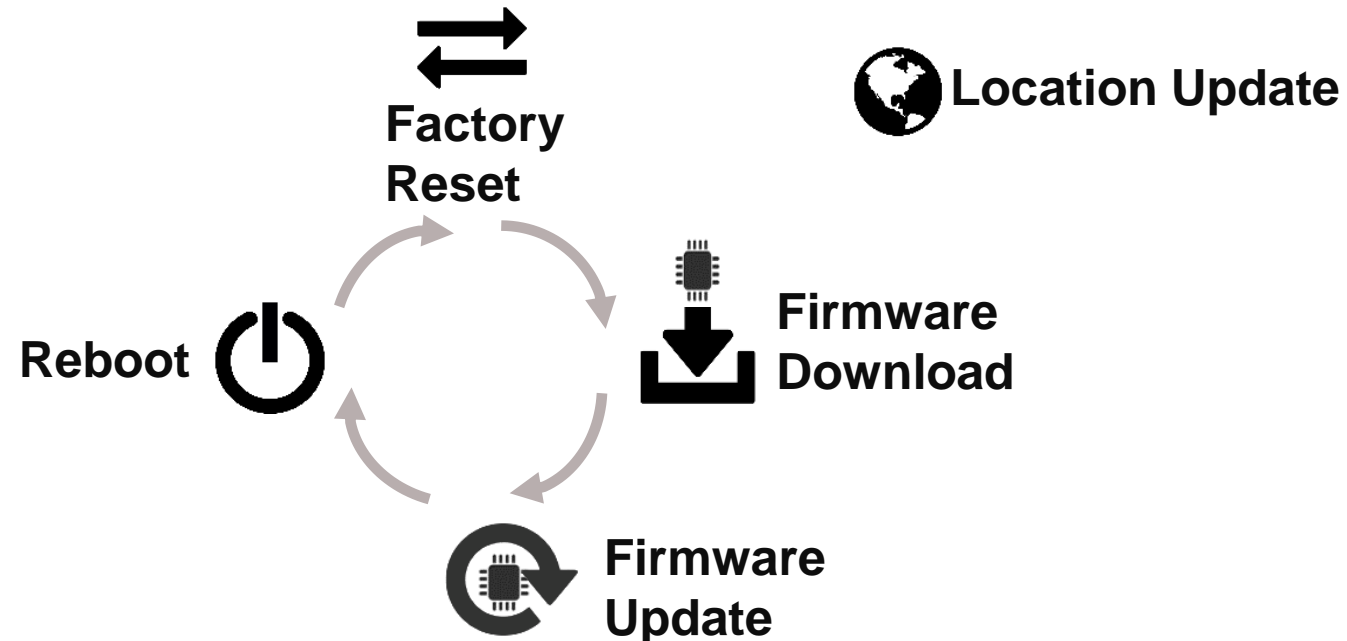 Factory
Reset
Location Update
Reboot
Firmware
Download
Firmware
Update